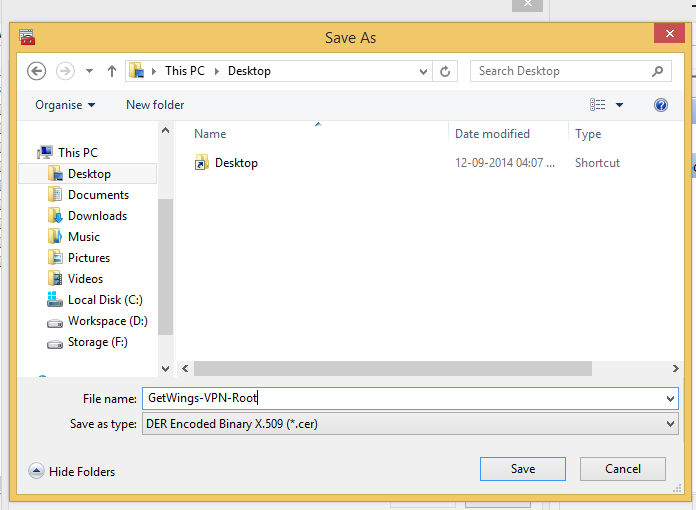 Save As
This PC Desktop
Search Desktop
Organise New folder
Name Date modified Type
This PC
Desktop
Documents
Downloads
Music
Pictures
Videos
Local Disk (C:)
Workspace (D:)
Storage (F:)
Desktop 12-09-2014 04:07 ... Shortcut
File name: GetWings-VPN-Root
Save as type: DER Encoded Binary X.509 (*.cer)
Hide Folders Save Cancel